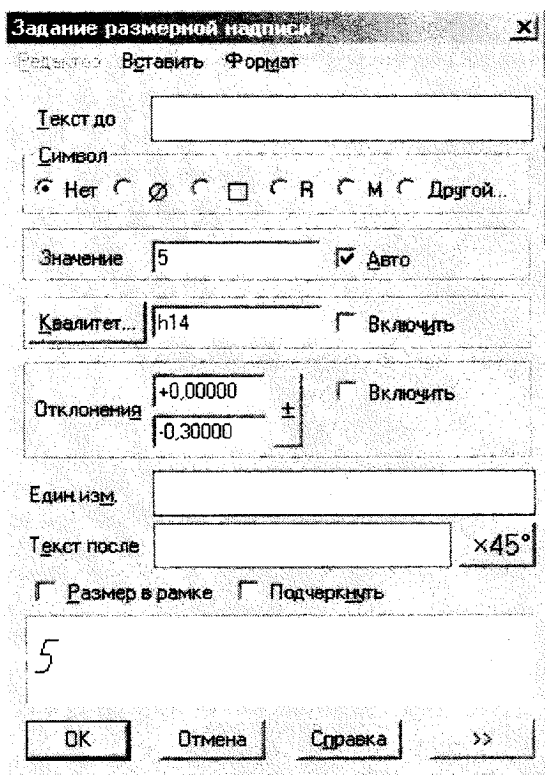 Задание размерной надписи
Редактор Вставить Формат
Текст до
Символ
Нет ∅ □ R M Другой...
Значение 5 Авто
Квалитет... h14 Включить
Отклонения +0,00000 -0,30000 ± Включить
Един.изм.
Текст после ×45°
Размер в рамке Подчеркнуть
5
OK Отмена Справка >>